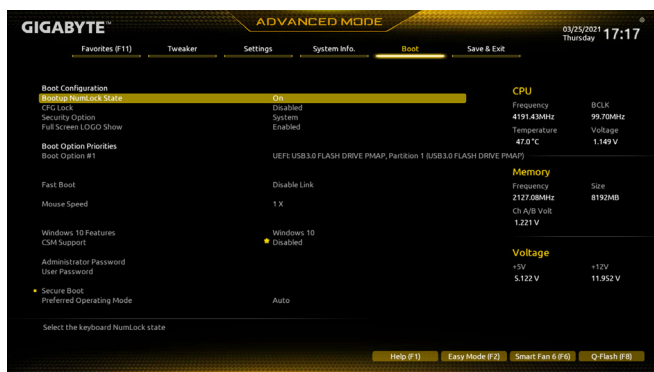 GIGABYTE™
ADVANCED MODE
03/25/2021
Thursday
17:17
Favorites (F11) Tweaker Settings System Info. Boot Save & Exit
Boot Configuration
Bootup NumLock State On
CFG Lock Disabled
Security Option System
Full Screen LOGO Show Enabled
Boot Option Priorities
Boot Option #1 UEFI: USB3.0 FLASH DRIVE PMAP, Partition 1 (USB3.0 FLASH DRIVE PMAP)
Fast Boot Disable Link
Mouse Speed 1 X
Windows 10 Features Windows 10
CSM Support Disabled
Administrator Password
User Password
Secure Boot
Preferred Operating Mode Auto
Select the keyboard NumLock state
CPU
Frequency BCLK
4191.43MHz 99.70MHz
Temperature Voltage
47.0 °C 1.149 V
Memory
Frequency Size
2127.08MHz 8192MB
Ch A/B Volt
1.221 V
Voltage
+5V +12V
5.122 V 11.952 V
Help (F1) Easy Mode (F2) Smart Fan 6 (F6) Q-Flash (F8)